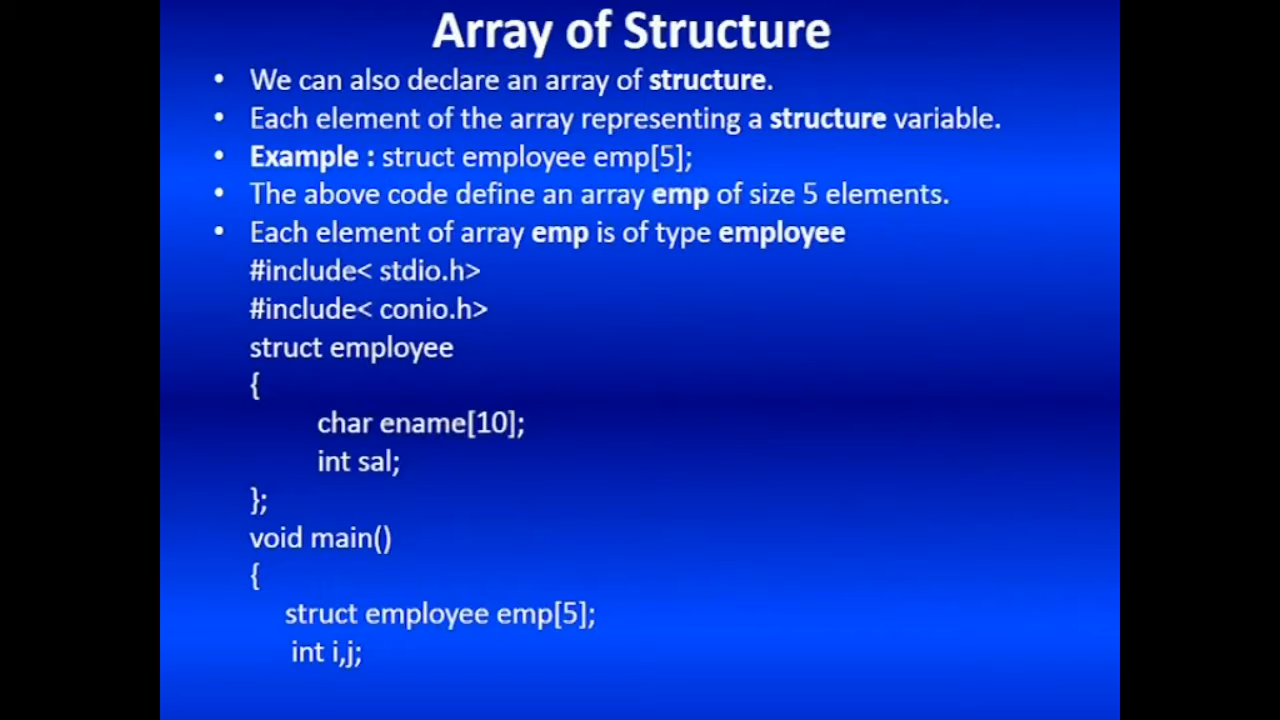 Array of Structure
• We can also declare an array of structure.
• Each element of the array representing a structure variable.
• Example : struct employee emp[5];
• The above code define an array emp of size 5 elements.
• Each element of array emp is of type employee
#include< stdio.h>
#include< conio.h>
struct employee
{
char ename[10];
int sal;
};
void main()
{
struct employee emp[5];
int i,j;